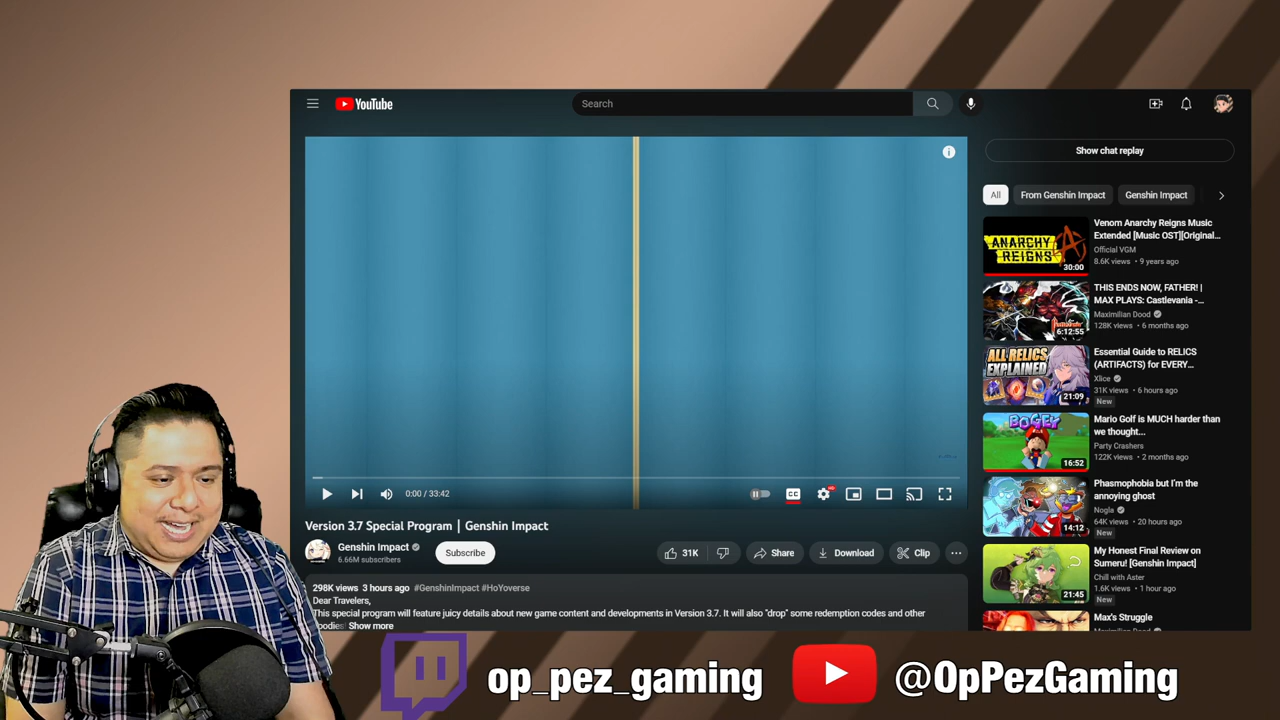 YouTube
Search
Show chat replay
All
From Genshin Impact
Genshin Impact
ANARCHY
REIGNS
30:00
Venom Anarchy Reigns Music
Extended [Music OST][Original...
Official VGM
8.6K views • 9 years ago
6:12:55
THIS ENDS NOW, FATHER! |
MAX PLAYS: Castlevania -...
Maximilian Dood
128K views • 6 months ago
ALL RELICS
EXPLAINED
21:09
Essential Guide to RELICS
(ARTIFACTS) for EVERY...
Xlice
31K views • 6 hours ago
New
BOGEY
16:52
Mario Golf is MUCH harder than
we thought...
Party Crashers
122K views • 2 months ago
14:12
Phasmophobia but I'm the
annoying ghost
Nogla
64K views • 20 hours ago
New
21:45
My Honest Final Review on
Sumeru! [Genshin Impact]
Chill with Aster
1.6K views • 1 hour ago
New
Max's Struggle
Maximilian Dood
0:00 / 33:42
CC
HD
Version 3.7 Special Program | Genshin Impact
Genshin Impact
6.66M subscribers
Subscribe
31K
Share
Download
Clip
298K views 3 hours ago #GenshinImpact #HoYoverse
Dear Travelers,
This special program will feature juicy details about new game content and developments in Version 3.7. It will also "drop" some redemption codes and other
Show more
op_pez_gaming
@OpPezGaming